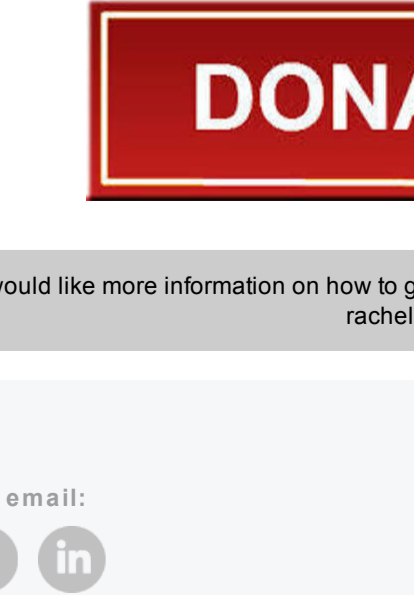 DONA
would like more information on how to g
rachel
email:
in